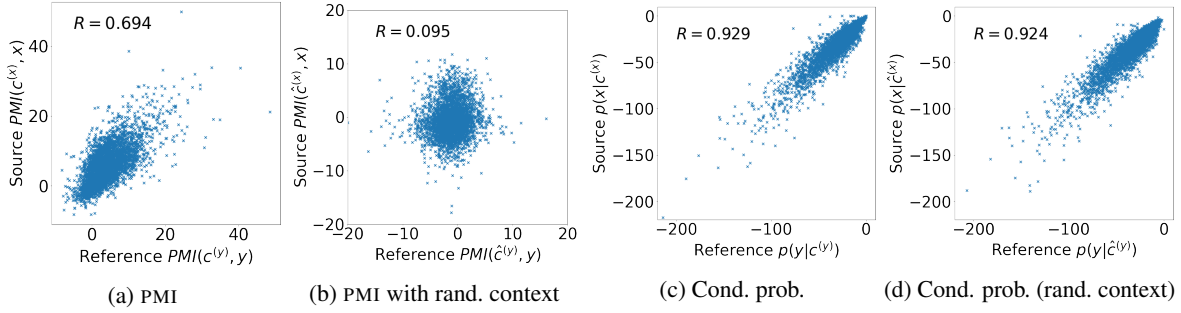 R = 0.694
Source PMI(c^(x), x)
40
20
0
0 20 40
Reference PMI(c^(y), y)
(a) PMI
R = 0.095
Source PMI(ĉ^(x), x)
20
10
0
−10
−20
−20 −10 0 10 20
Reference PMI(ĉ^(y), y)
(b) PMI with rand. context
R = 0.929
Source p(x|c^(x))
0
−50
−100
−150
−200
−200 −100 0
Reference p(y|c^(y))
(c) Cond. prob.
R = 0.924
Source p(x|ĉ^(x))
0
−50
−100
−150
−200
−200 −100 0
Reference p(y|ĉ^(y))
(d) Cond. prob. (rand. context)